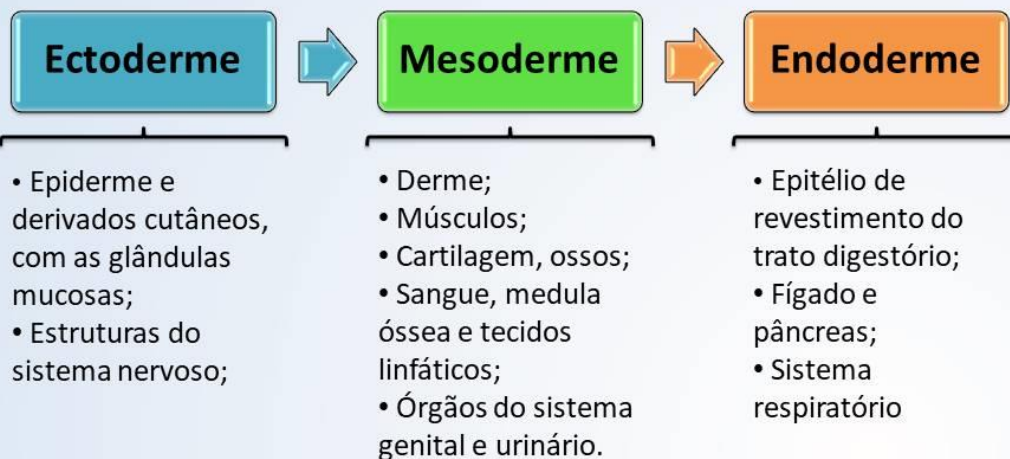 Ectoderme
Mesoderme
Endoderme
• Epiderme e
derivados cutâneos,
com as glândulas
mucosas;
• Estruturas do
sistema nervoso;
• Derme;
• Músculos;
• Cartilagem, ossos;
• Sangue, medula
óssea e tecidos
linfáticos;
• Órgãos do sistema
genital e urinário.
• Epitélio de
revestimento do
trato digestório;
• Fígado e
pâncreas;
• Sistema
respiratório